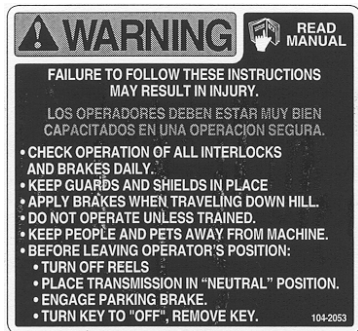 WARNING
READ
MANUAL
FAILURE TO FOLLOW THESE INSTRUCTIONS
MAY RESULT IN INJURY.
LOS OPERADORES DEBEN ESTAR MUY BIEN
CAPACITADOS EN UNA OPERACION SEGURA.
• CHECK OPERATION OF ALL INTERLOCKS
AND BRAKES DAILY.
• KEEP GUARDS AND SHIELDS IN PLACE
• APPLY BRAKES WHEN TRAVELING DOWN HILL.
• DO NOT OPERATE UNLESS TRAINED.
• KEEP PEOPLE AND PETS AWAY FROM MACHINE.
• BEFORE LEAVING OPERATOR'S POSITION:
• TURN OFF REELS
• PLACE TRANSMISSION IN "NEUTRAL" POSITION.
• ENGAGE PARKING BRAKE.
• TURN KEY TO "OFF", REMOVE KEY.
104-2053